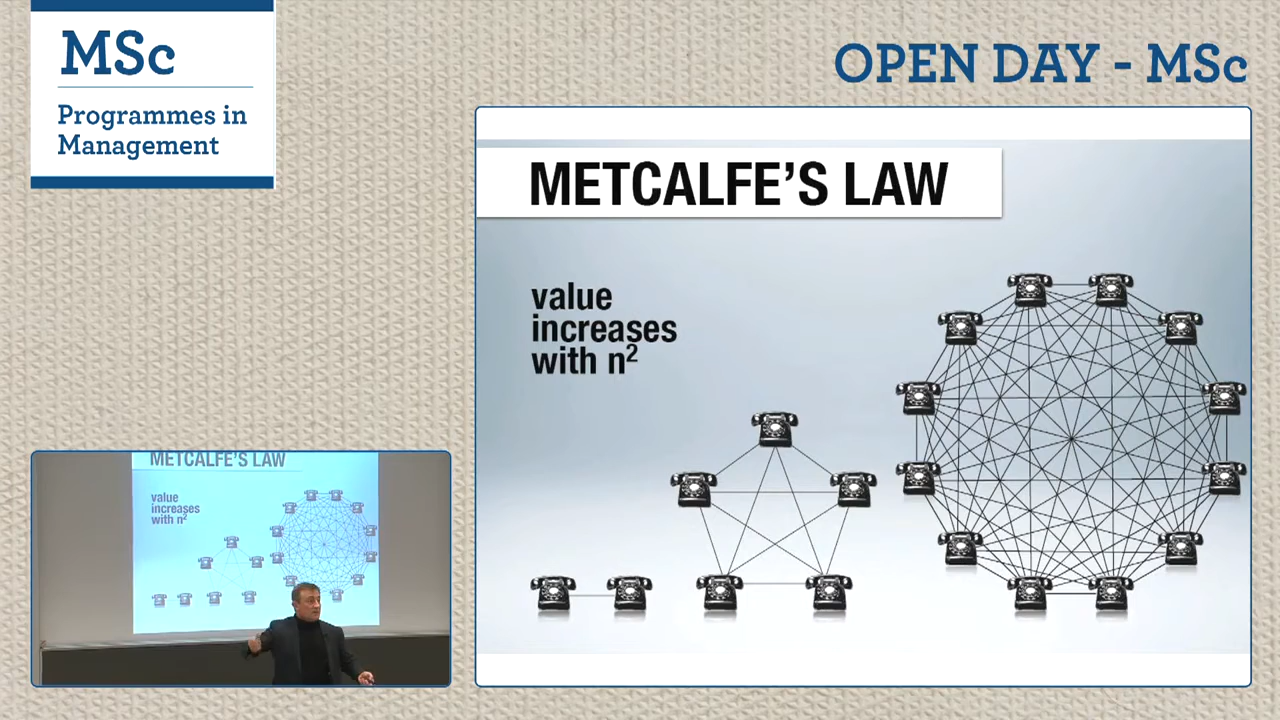 MSc
Programmes in
Management
OPEN DAY - MSc
METCALFE'S LAW
value
increases
with n²
METCALFE'S LAW
value
increases
with n²